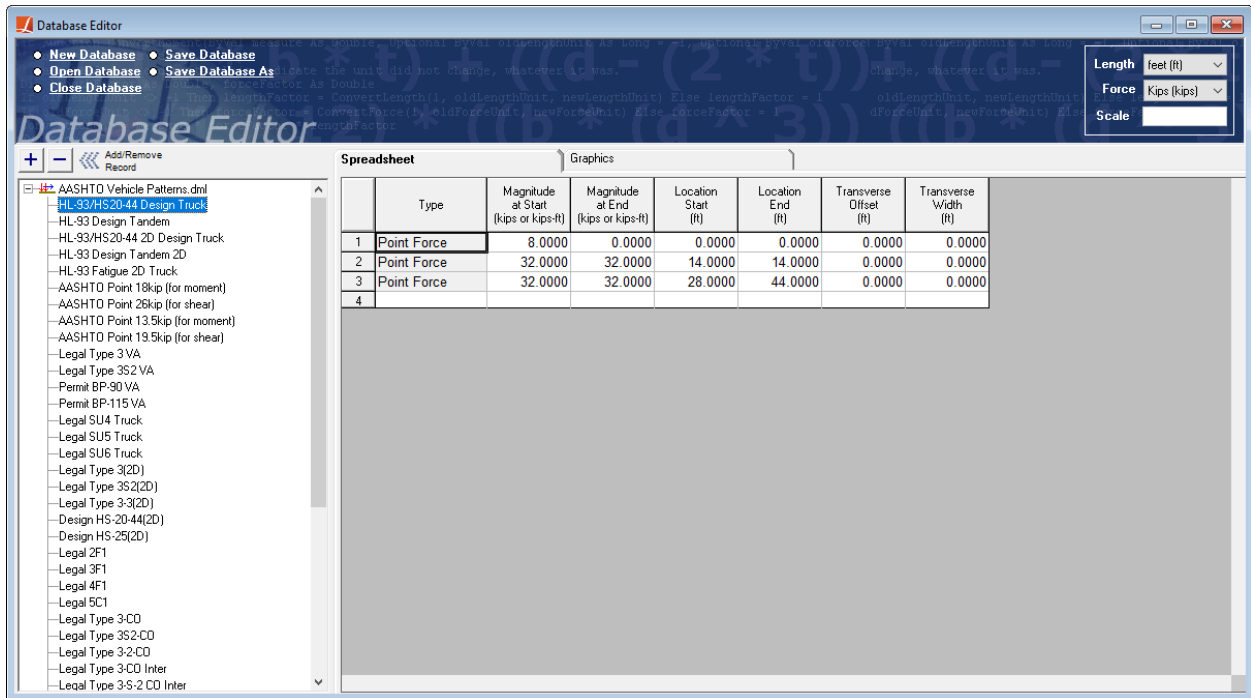 Database Editor
New Database Save Database
Open Database Save Database As
Close Database
Database Editor
Length feet (ft)
Force Kips (kips)
Scale
+ − Add/Remove
Record
Spreadsheet Graphics
AASHTO Vehicle Patterns.dml
HL-93/HS20-44 Design Truck
HL-93 Design Tandem
HL-93/HS20-44 2D Design Truck
HL-93 Design Tandem 2D
HL-93 Fatigue 2D Truck
AASHTO Point 18kip (for moment)
AASHTO Point 26kip (for shear)
AASHTO Point 13.5kip (for moment)
AASHTO Point 19.5kip (for shear)
Legal Type 3 VA
Legal Type 3S2 VA
Permit BP-90 VA
Permit BP-115 VA
Legal SU4 Truck
Legal SU5 Truck
Legal SU6 Truck
Legal Type 3(2D)
Legal Type 3S2(2D)
Legal Type 3-3(2D)
Design HS-20-44(2D)
Design HS-25(2D)
Legal 2F1
Legal 3F1
Legal 4F1
Legal 5C1
Legal Type 3-CO
Legal Type 3S2-CO
Legal Type 3-2-CO
Legal Type 3-CO Inter
Legal Type 3-S-2 CO Inter
Type Magnitude at Start (kips or kips-ft) Magnitude at End (kips or kips-ft) Location Start (ft) Location End (ft) Transverse Offset (ft) Transverse Width (ft)
1 Point Force 8.0000 0.0000 0.0000 0.0000 0.0000 0.0000
2 Point Force 32.0000 32.0000 14.0000 14.0000 0.0000 0.0000
3 Point Force 32.0000 32.0000 28.0000 44.0000 0.0000 0.0000
4